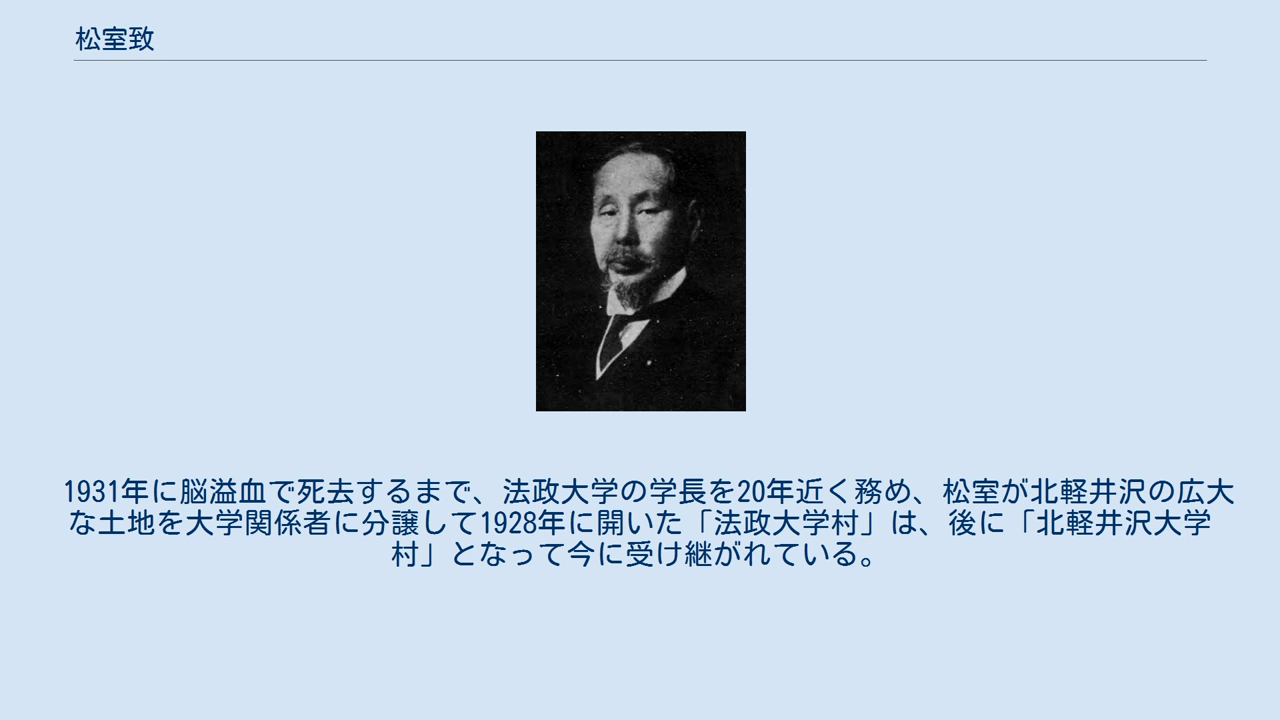 松室致
1931年に脳溢血で死去するまで、法政大学の学長を20年近く務め、松室が北軽井沢の広大
な土地を大学関係者に分譲して1928年に開いた「法政大学村」は、後に「北軽井沢大学
村」となって今に受け継がれている。